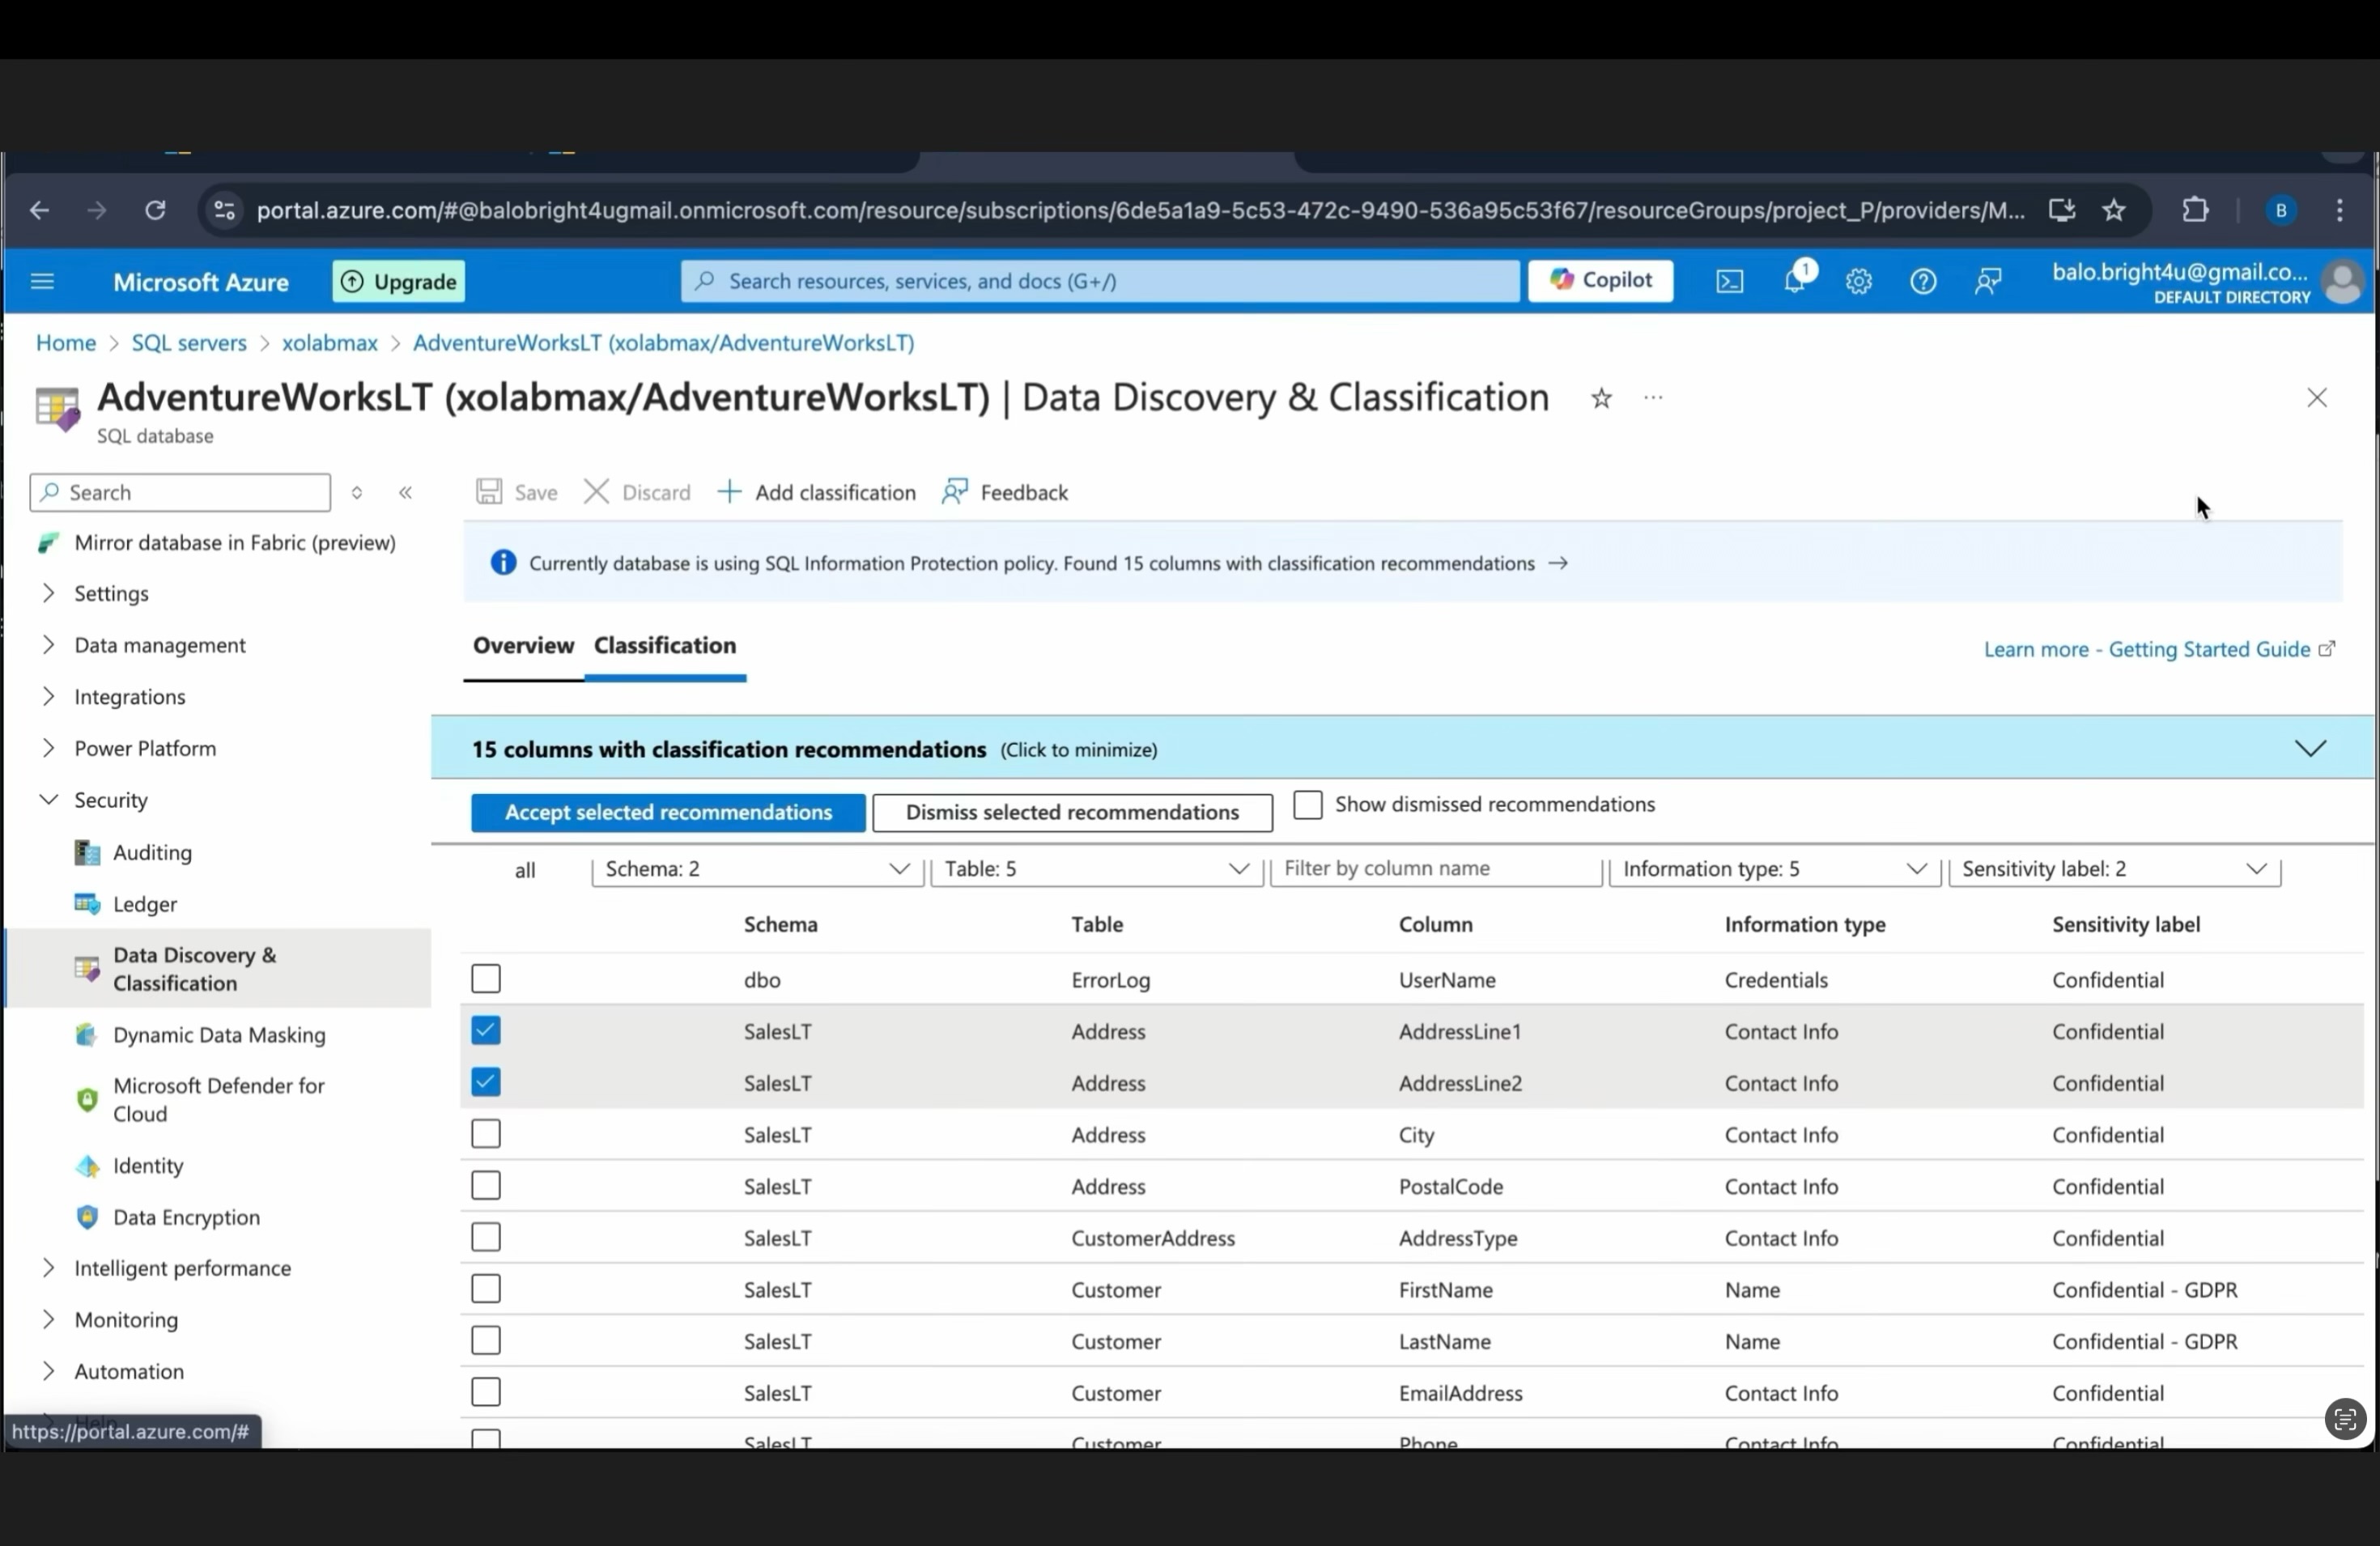 portal.azure.com/#@balobright4ugmail.onmicrosoft.com/resource/subscriptions/6de5a1a9-5c53-472c-9490-536a95c53f67/resourceGroups/project_P/providers/M...
B
Microsoft Azure
Upgrade
Search resources, services, and docs (G+/)
Copilot
1
balo.bright4u@gmail.co...
DEFAULT DIRECTORY
Home > SQL servers > xolabmax > AdventureWorksLT (xolabmax/AdventureWorksLT)
AdventureWorksLT (xolabmax/AdventureWorksLT) | Data Discovery & Classification
SQL database
Search
Save Discard Add classification Feedback
Mirror database in Fabric (preview)
Settings
Data management
Integrations
Power Platform
Security
Auditing
Ledger
Data Discovery &
Classification
Dynamic Data Masking
Microsoft Defender for
Cloud
Identity
Data Encryption
Intelligent performance
Monitoring
Automation
Help
https://portal.azure.com/#
Currently database is using SQL Information Protection policy. Found 15 columns with classification recommendations →
Overview Classification
Learn more - Getting Started Guide
15 columns with classification recommendations (Click to minimize)
Accept selected recommendations Dismiss selected recommendations Show dismissed recommendations
all Schema: 2 Table: 5 Filter by column name Information type: 5 Sensitivity label: 2
Schema Table Column Information type Sensitivity label
dbo ErrorLog UserName Credentials Confidential
SalesLT Address AddressLine1 Contact Info Confidential
SalesLT Address AddressLine2 Contact Info Confidential
SalesLT Address City Contact Info Confidential
SalesLT Address PostalCode Contact Info Confidential
SalesLT CustomerAddress AddressType Contact Info Confidential
SalesLT Customer FirstName Name Confidential - GDPR
SalesLT Customer LastName Name Confidential - GDPR
SalesLT Customer EmailAddress Contact Info Confidential
SalesLT Customer Phone Contact Info Confidential